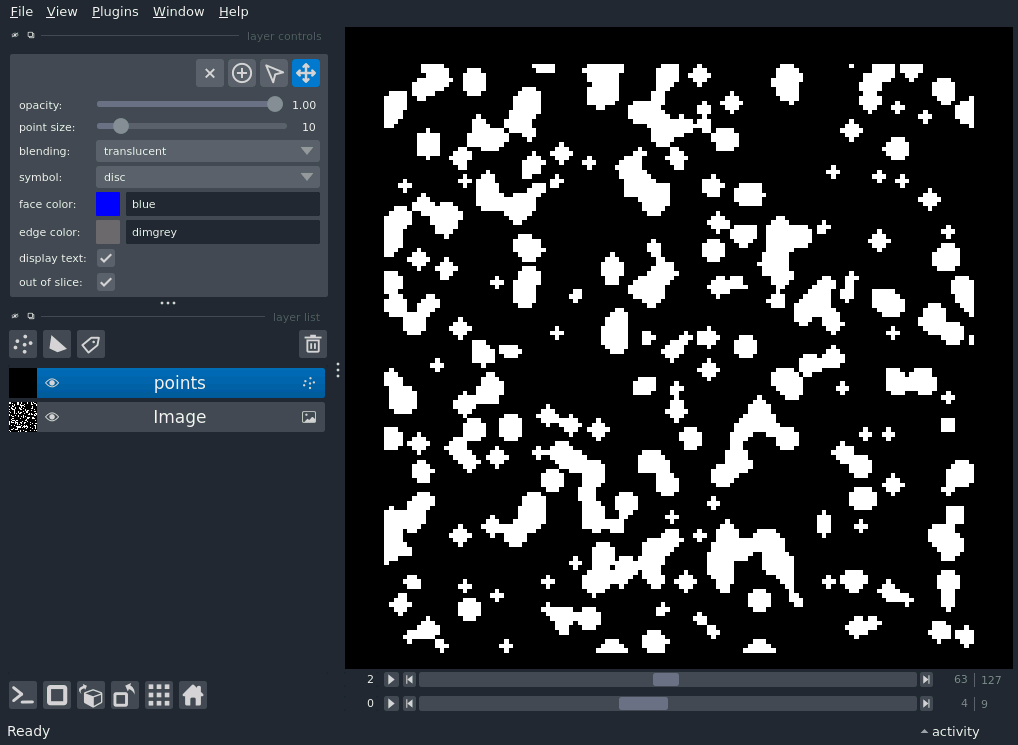 File View Plugins Window Help
layer controls
opacity: 1.00
point size: 10
blending: translucent
symbol: disc
face color: blue
edge color: dimgrey
display text:
out of slice:
layer list
points
Image
2 63 127
0 4 9
Ready activity